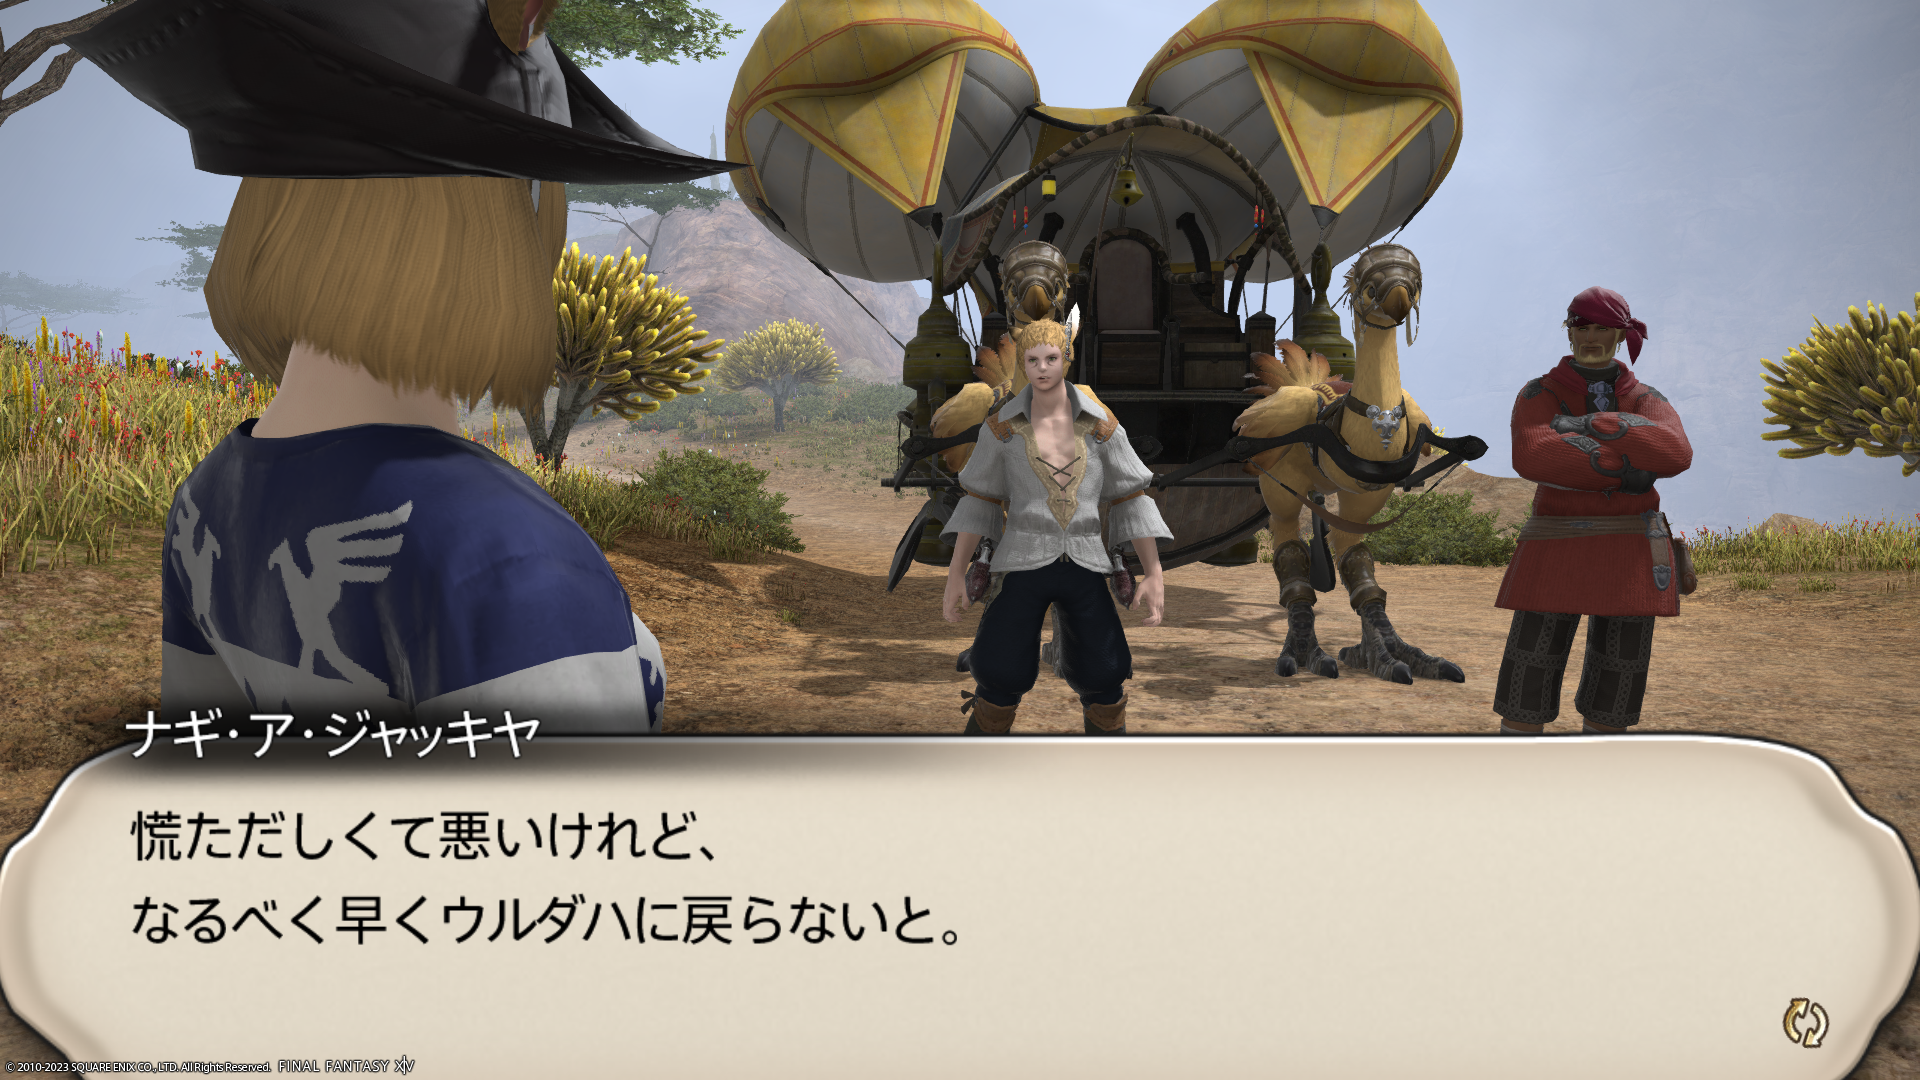 ナギ・ア・ジャッキヤ
慌ただしくて悪いけれど、
なるべく早くウルダハに戻らないと。
© 2010-2023 SQUARE ENIX CO., LTD. All Rights Reserved. FINAL FANTASY XIV